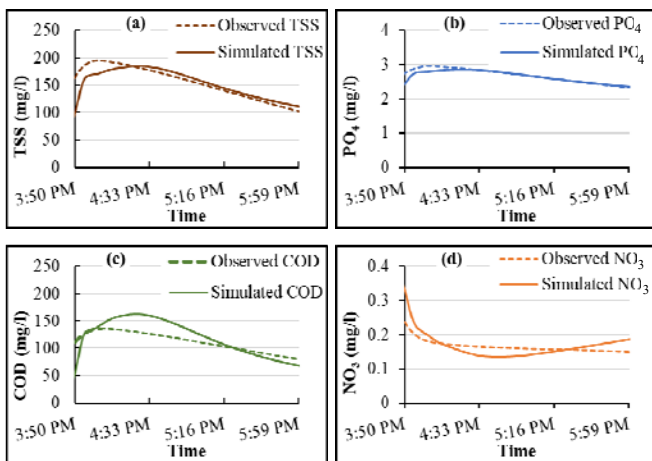 (a)
Observed TSS
Simulated TSS
250
200
150
100
50
0
TSS (mg/l)
3:50 PM
4:33 PM
5:16 PM
5:59 PM
Time
(b)
Observed PO₄
Simulated PO₄
4
3
2
1
0
PO₄ (mg/l)
3:50 PM
4:33 PM
5:16 PM
5:59 PM
Time
(c)
Observed COD
Simulated COD
250
200
150
100
50
0
COD (mg/l)
3:50 PM
4:33 PM
5:16 PM
5:59 PM
Time
(d)
Observed NO₃
Simulated NO₃
0.4
0.3
0.2
0.1
0
NO₃ (mg/l)
3:50 PM
4:33 PM
5:16 PM
5:59 PM
Time